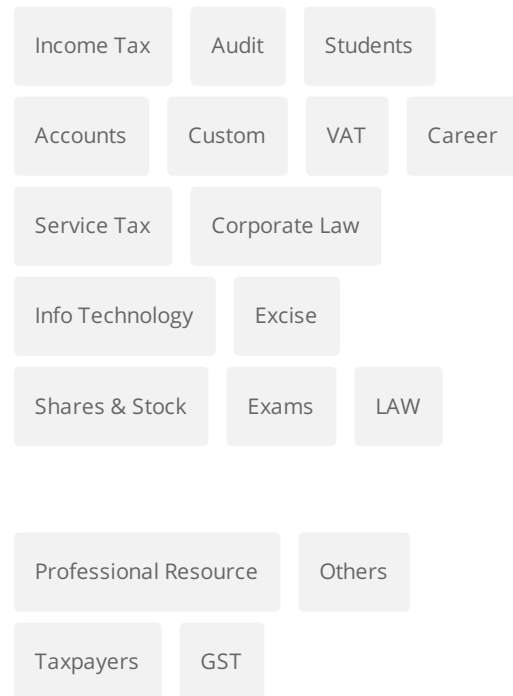 Income Tax Audit Students
Accounts Custom VAT Career
Service Tax Corporate Law
Info Technology Excise
Shares & Stock Exams LAW
Professional Resource Others
Taxpayers GST